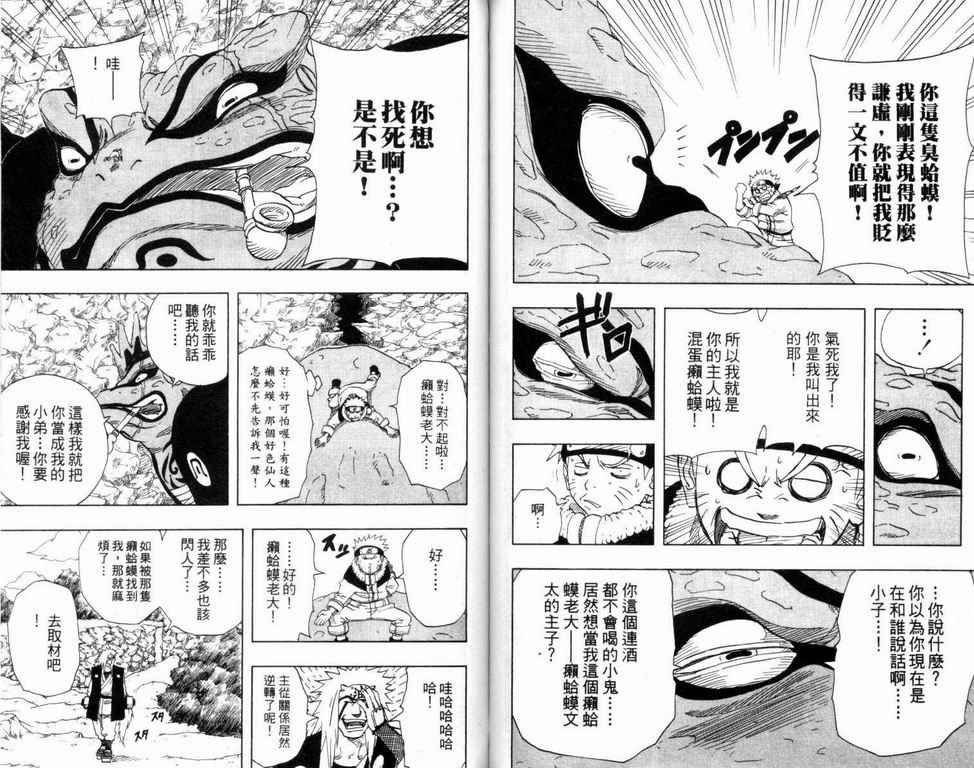 你這隻臭蛤蟆！
我剛剛表現得那麼
謙虛，你就把我貶
得一文不值啊！
プンプン
…！
氣死我了！
你是我叫出來
的耶！
所以我就是
你的主人啦！
混蛋癩蛤蟆！
ギロ
啊…
…你說什麼？
你以為你現在是
在和誰說話啊……
小子…！
你這個連酒
都不會喝的小鬼……
居然想當我這個癩蛤
蟆老大——癩蛤蟆文
太的主子？
你想
找死啊…？
是不是！
哇——
！
對…對不起啦…
癩蛤蟆老大…
好…好可怕喔！有這種
癩蛤蟆，那個好色仙人
怎麼不先告訴我一聲！
你就乖乖
聽我的話
吧……
這樣我就把
你當成我的
小弟…你要
感謝我喔！
好…
……好的！
癩蛤蟆老大！
スッ
哇哈哈哈哈
哈！
主從關係居然
逆轉了呢！
那麼……
我差不多也該
閃人了…
如果被那隻
癩蛤蟆找到
我，那就麻
煩了…
去取材吧
！
スタ
スタ